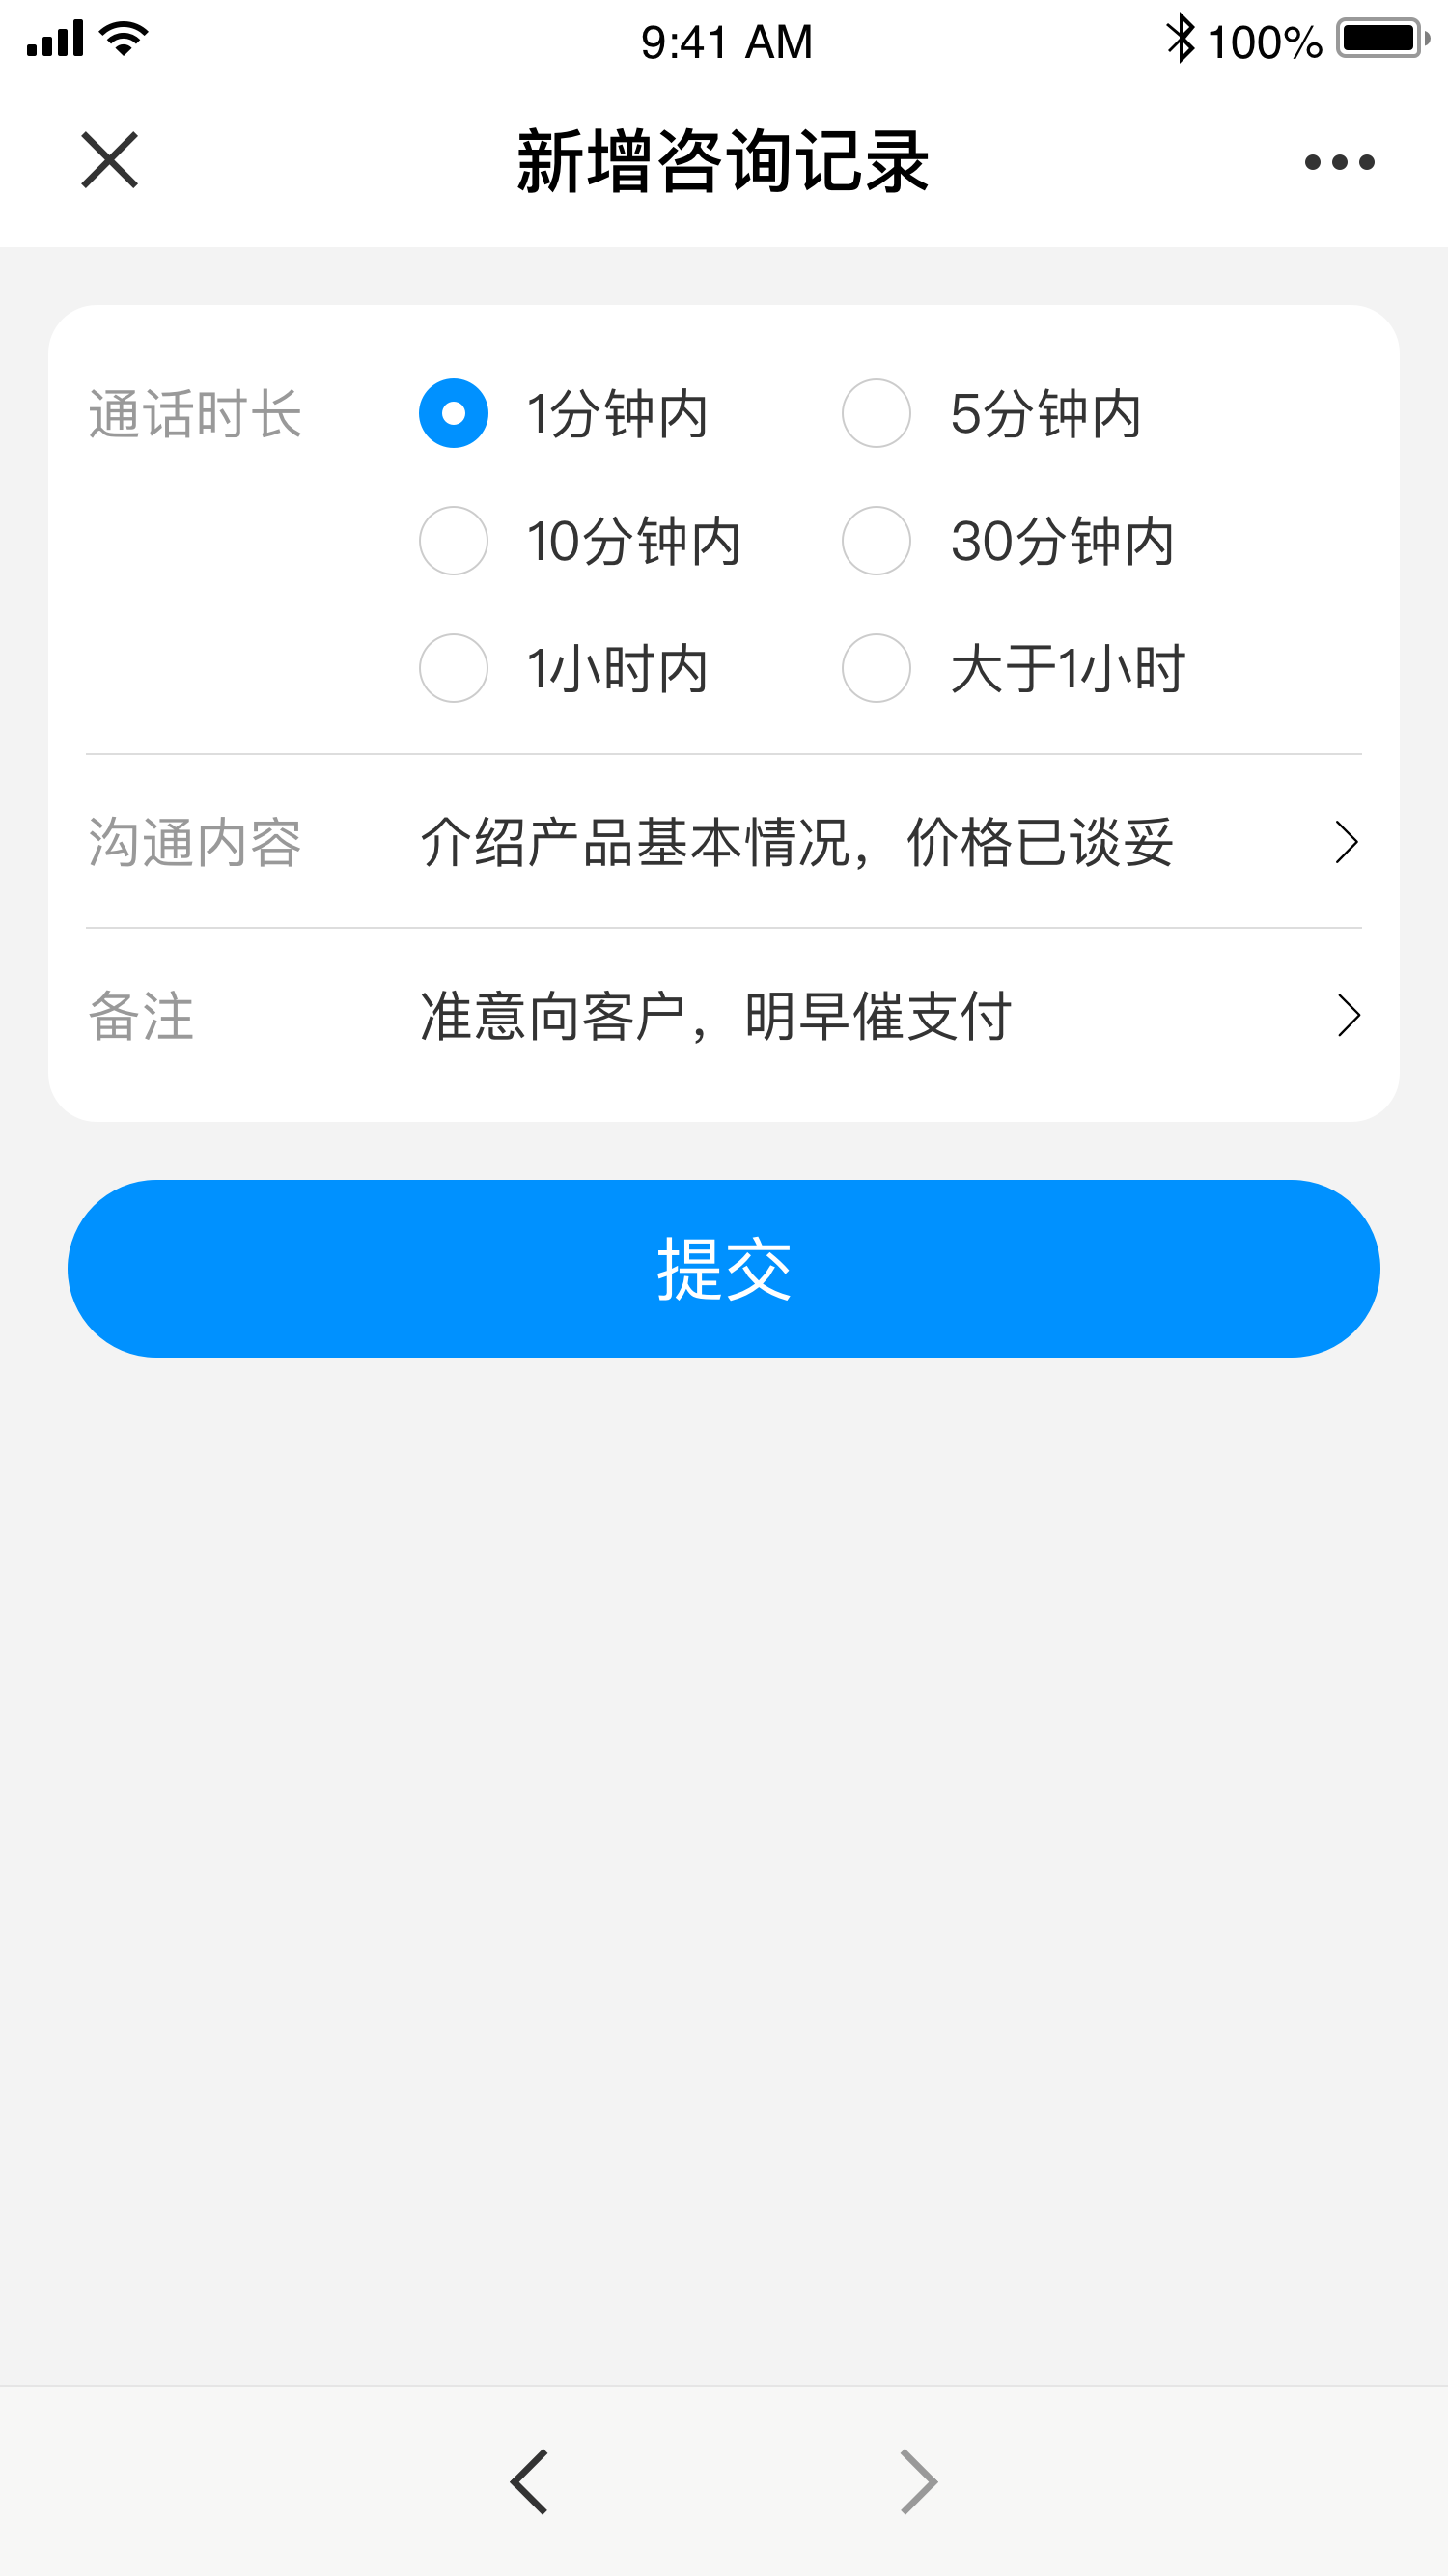 9:41 AM 100%
新增咨询记录
通话时长 1分钟内 5分钟内
10分钟内 30分钟内
1小时内 大于1小时
沟通内容 介绍产品基本情况，价格已谈妥
备注 准意向客户，明早催支付
提交